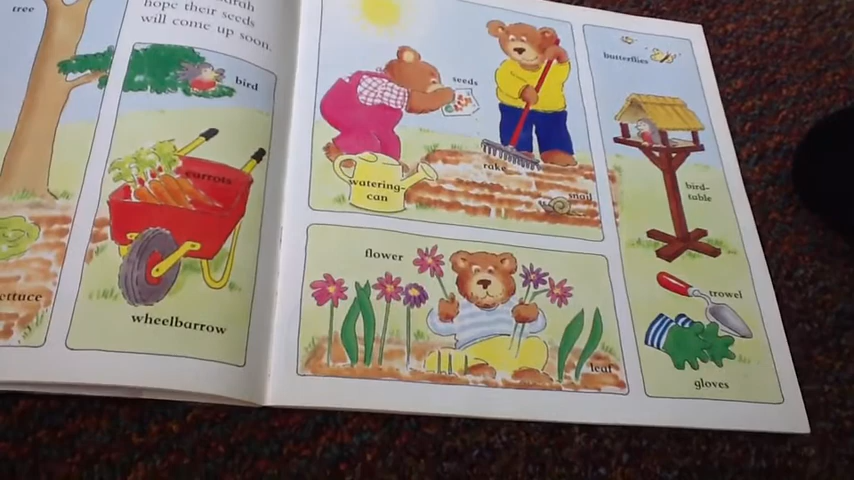 tree
hope their seeds
will come up soon.
bird
carrots
wheelbarrow
seeds
rake
watering-
can
snail
flower
leaf
butterflies
bird-
table
trowel
gloves